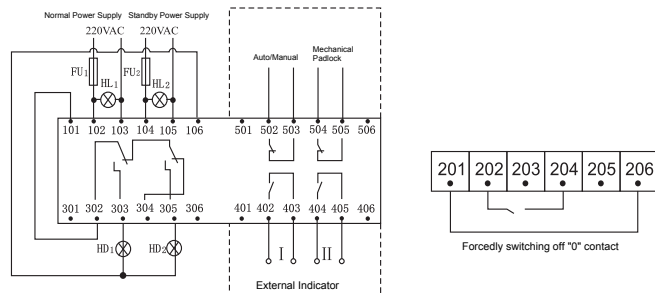 Normal Power Supply Standby Power Supply
220VAC 220VAC
FU1 HL1 FU2 HL2
Auto/Manual
Mechanical
Padlock
101 102 103 104 105 106 501 502 503 504 505 506
301 302 303 304 305 306 401 402 403 404 405 406
HD1 HD2
I II
External Indicator
201 202 203 204 205 206
Forcedly switching off "0" contact